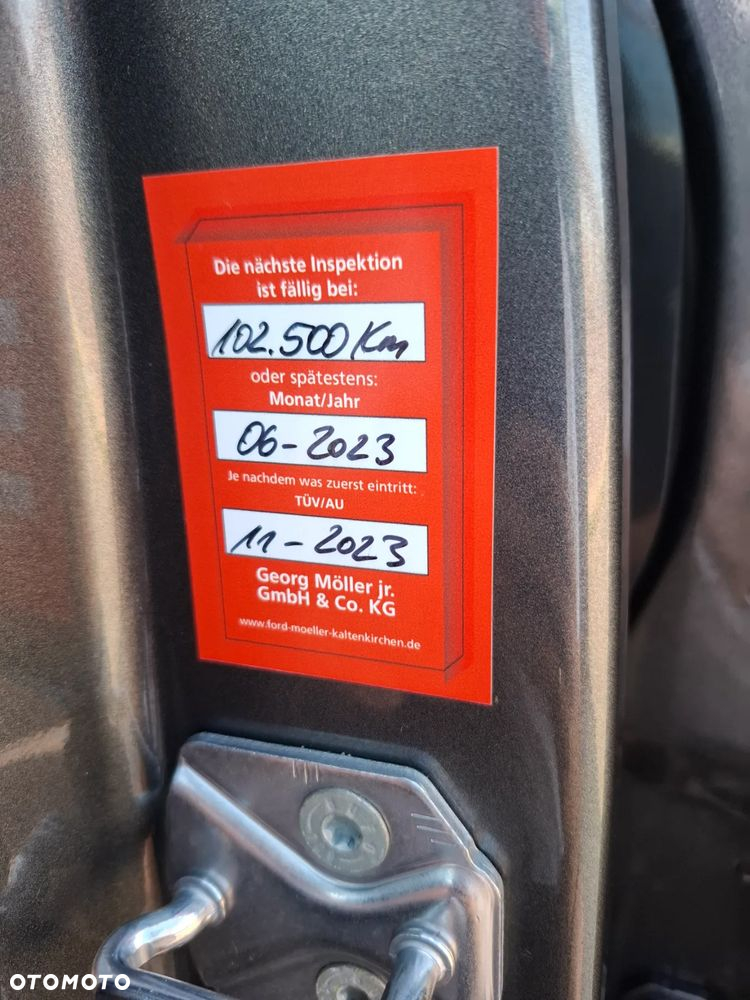 Die nächste Inspektion
ist fällig bei:
102.500 Km
oder spätestens:
Monat/Jahr
06-2023
Je nachdem was zuerst eintritt:
TÜV/AU
11-2023
Georg Möller jr.
GmbH & Co. KG
www.ford-moeller-kaltenkirchen.de
OTOMOTO